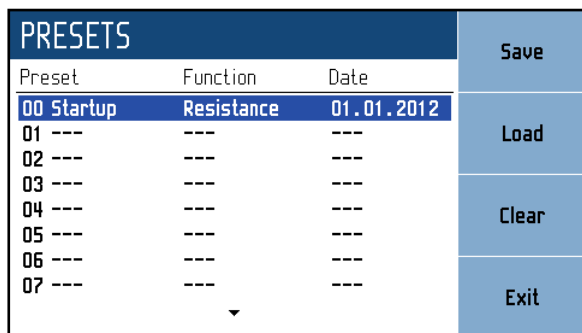 PRESETS
Preset Function Date
00 Startup Resistance 01.01.2012
01 --- --- ---
02 --- --- ---
03 --- --- ---
04 --- --- ---
05 --- --- ---
06 --- --- ---
07 --- --- ---
Save
Load
Clear
Exit